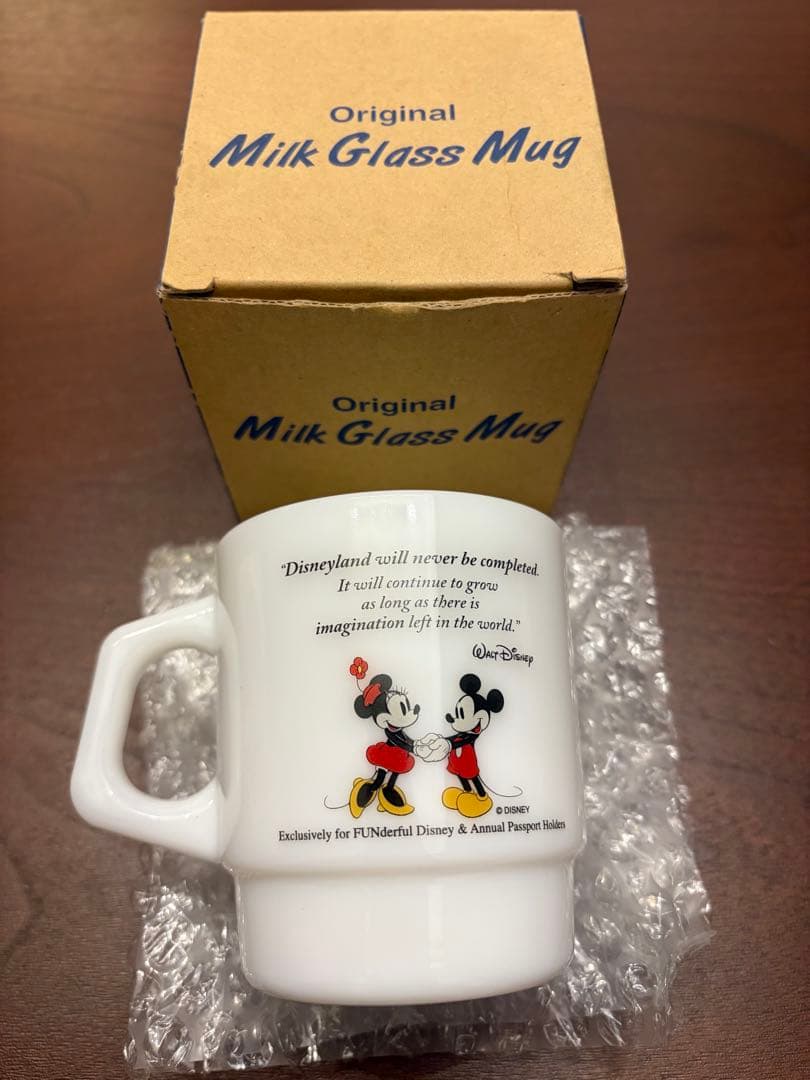 Original
Milk Glass Mug
Original
Milk Glass Mug
“Disneyland will never be completed.
It will continue to grow
as long as there is
imagination left in the world.”
WALT DISNEY
© DISNEY
Exclusively for FUNderful Disney & Annual Passport Holders